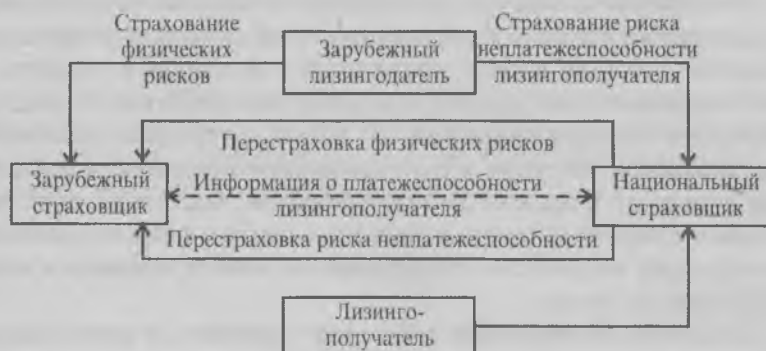 Страхование
физических
рисков
Зарубежный
лизингодатель
Страхование риска
неплатежеспособности
лизингополучателя
Перестраховка физических рисков
Зарубежный
страховщик
Информация о платежеспособности
лизингополучателя
Национальный
страховщик
Перестраховка риска неплатежеспособности
Лизинго-
получатель